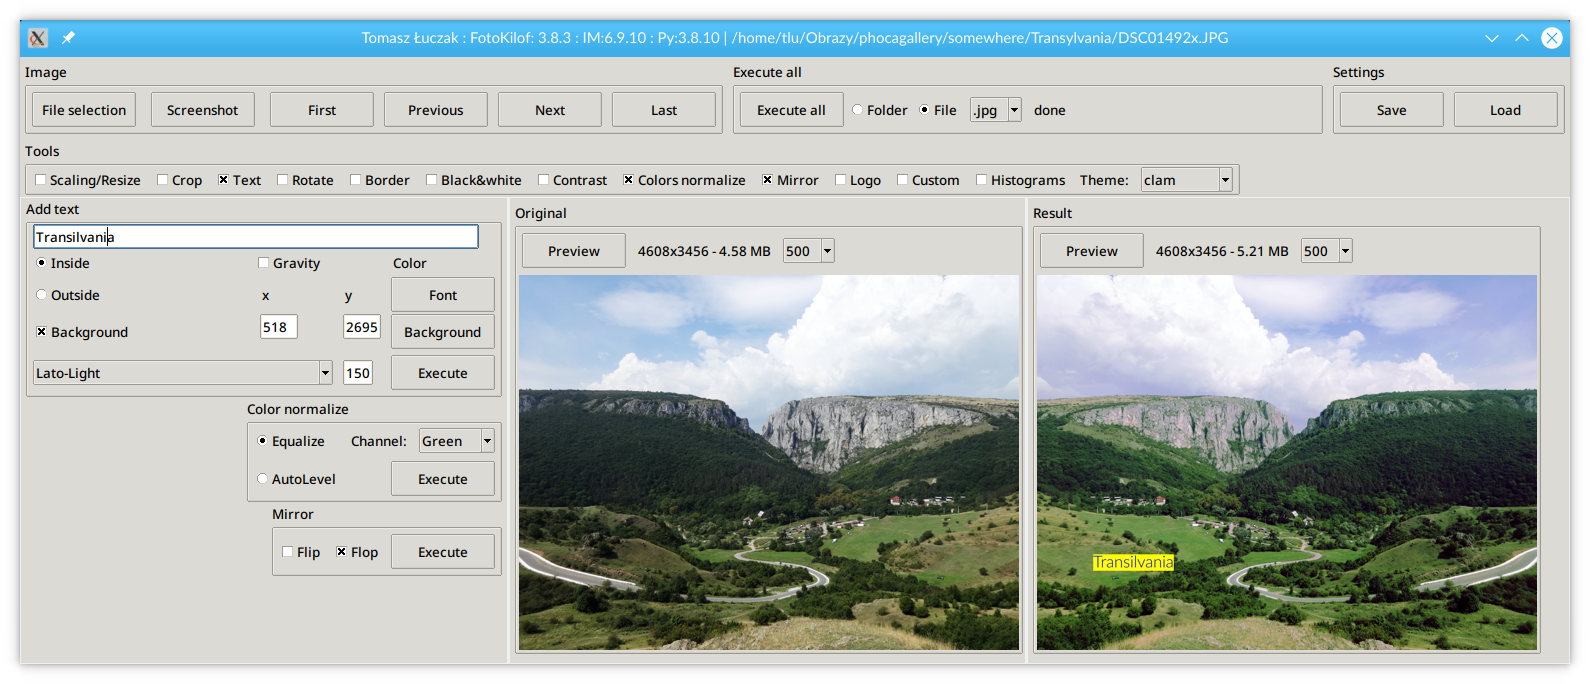 Tomasz Łuczak : FotoKilof: 3.8.3 : IM:6.9.10 : Py:3.8.10 | /home/tlu/Obrazy/phocagallery/somewhere/Transylvania/DSC01492x.JPG
Image
File selection Screenshot First Previous Next Last
Execute all
Execute all Folder File .jpg done
Settings
Save Load
Tools
Scaling/Resize Crop Text Rotate Border Black&white Contrast Colors normalize Mirror Logo Custom Histograms Theme: clam
Add text
Transilvania
Inside Gravity Color
Outside x y Font
Background 518 2695 Background
Lato-Light 150 Execute
Color normalize
Equalize Channel: Green
AutoLevel Execute
Mirror
Flip Flop Execute
Original
Preview 4608x3456 - 4.58 MB 500
Result
Preview 4608x3456 - 5.21 MB 500
Transilvania